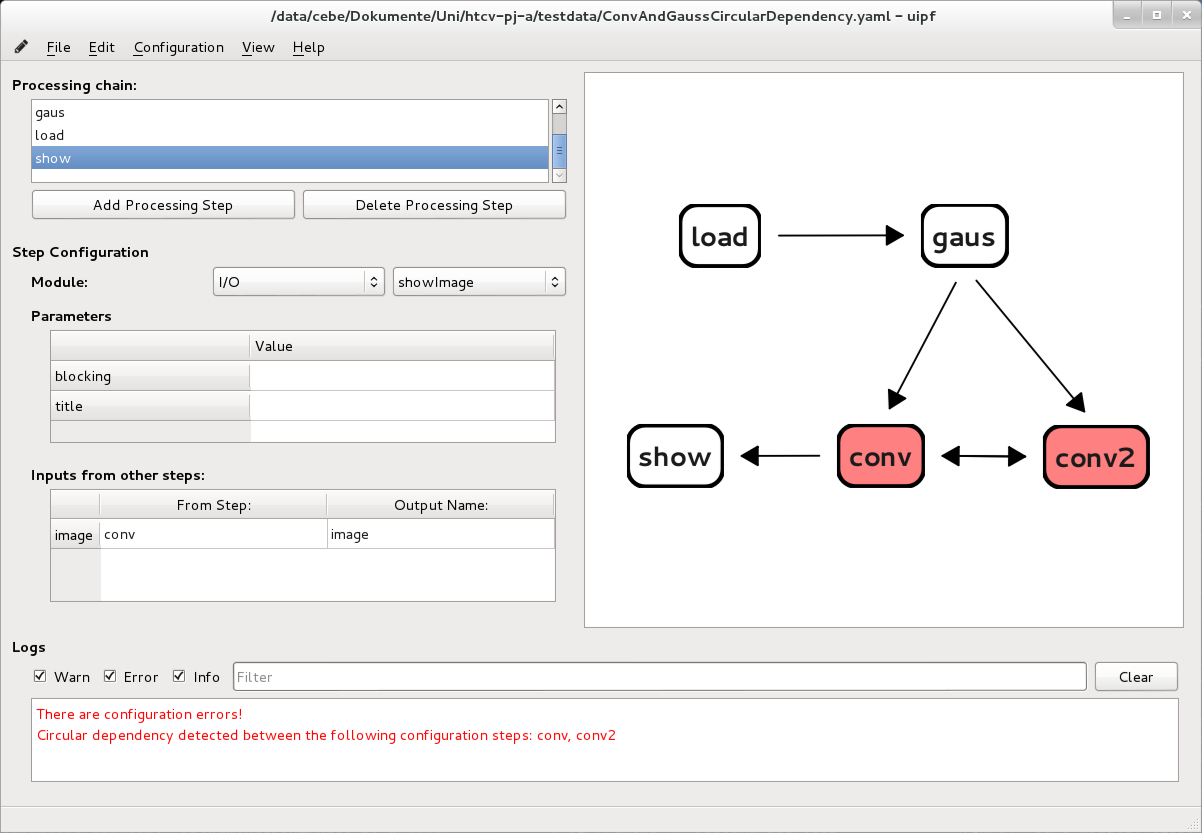 /data/cebe/Dokumente/Uni/htcv-pj-a/testdata/ConvAndGaussCircularDependency.yaml - uipf
File Edit Configuration View Help
Processing chain:
gaus
load
show
Add Processing Step Delete Processing Step
Step Configuration
Module: I/O showImage
Parameters
Value
blocking
title
Inputs from other steps:
From Step: Output Name:
image conv image
load gaus
show conv conv2
Logs
Warn Error Info Filter Clear
There are configuration errors!
Circular dependency detected between the following configuration steps: conv, conv2